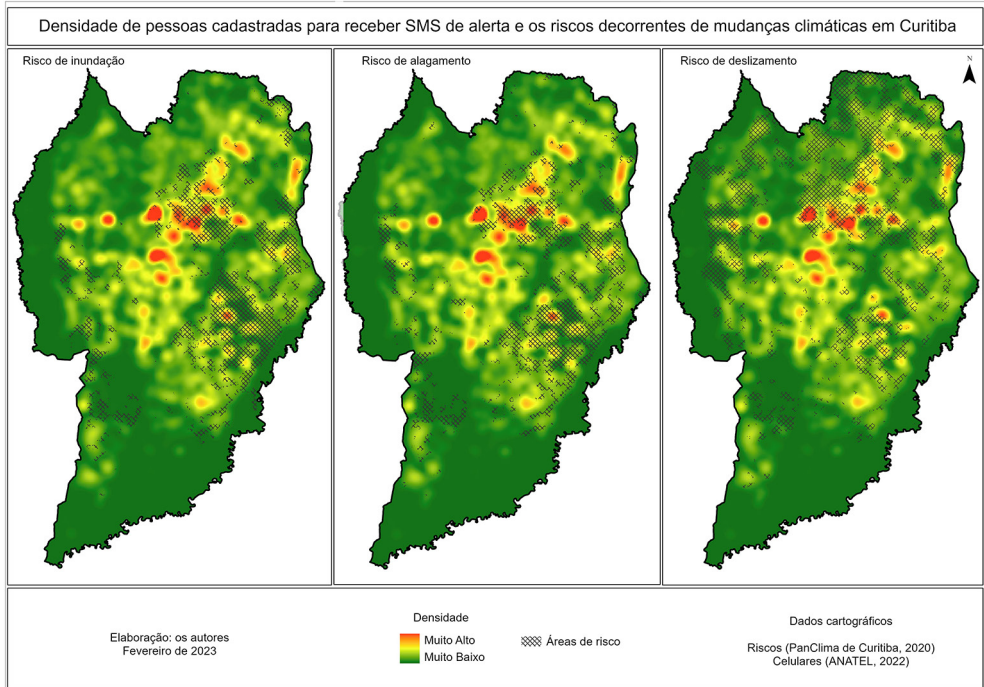 Densidade de pessoas cadastradas para receber SMS de alerta e os riscos decorrentes de mudanças climáticas em Curitiba
Risco de inundação
Risco de alagamento
Risco de deslizamento
N
Elaboração: os autores
Fevereiro de 2023
Densidade
Muito Alto
Muito Baixo
Áreas de risco
Dados cartográficos
Riscos (PanClima de Curitiba, 2020)
Celulares (ANATEL, 2022)